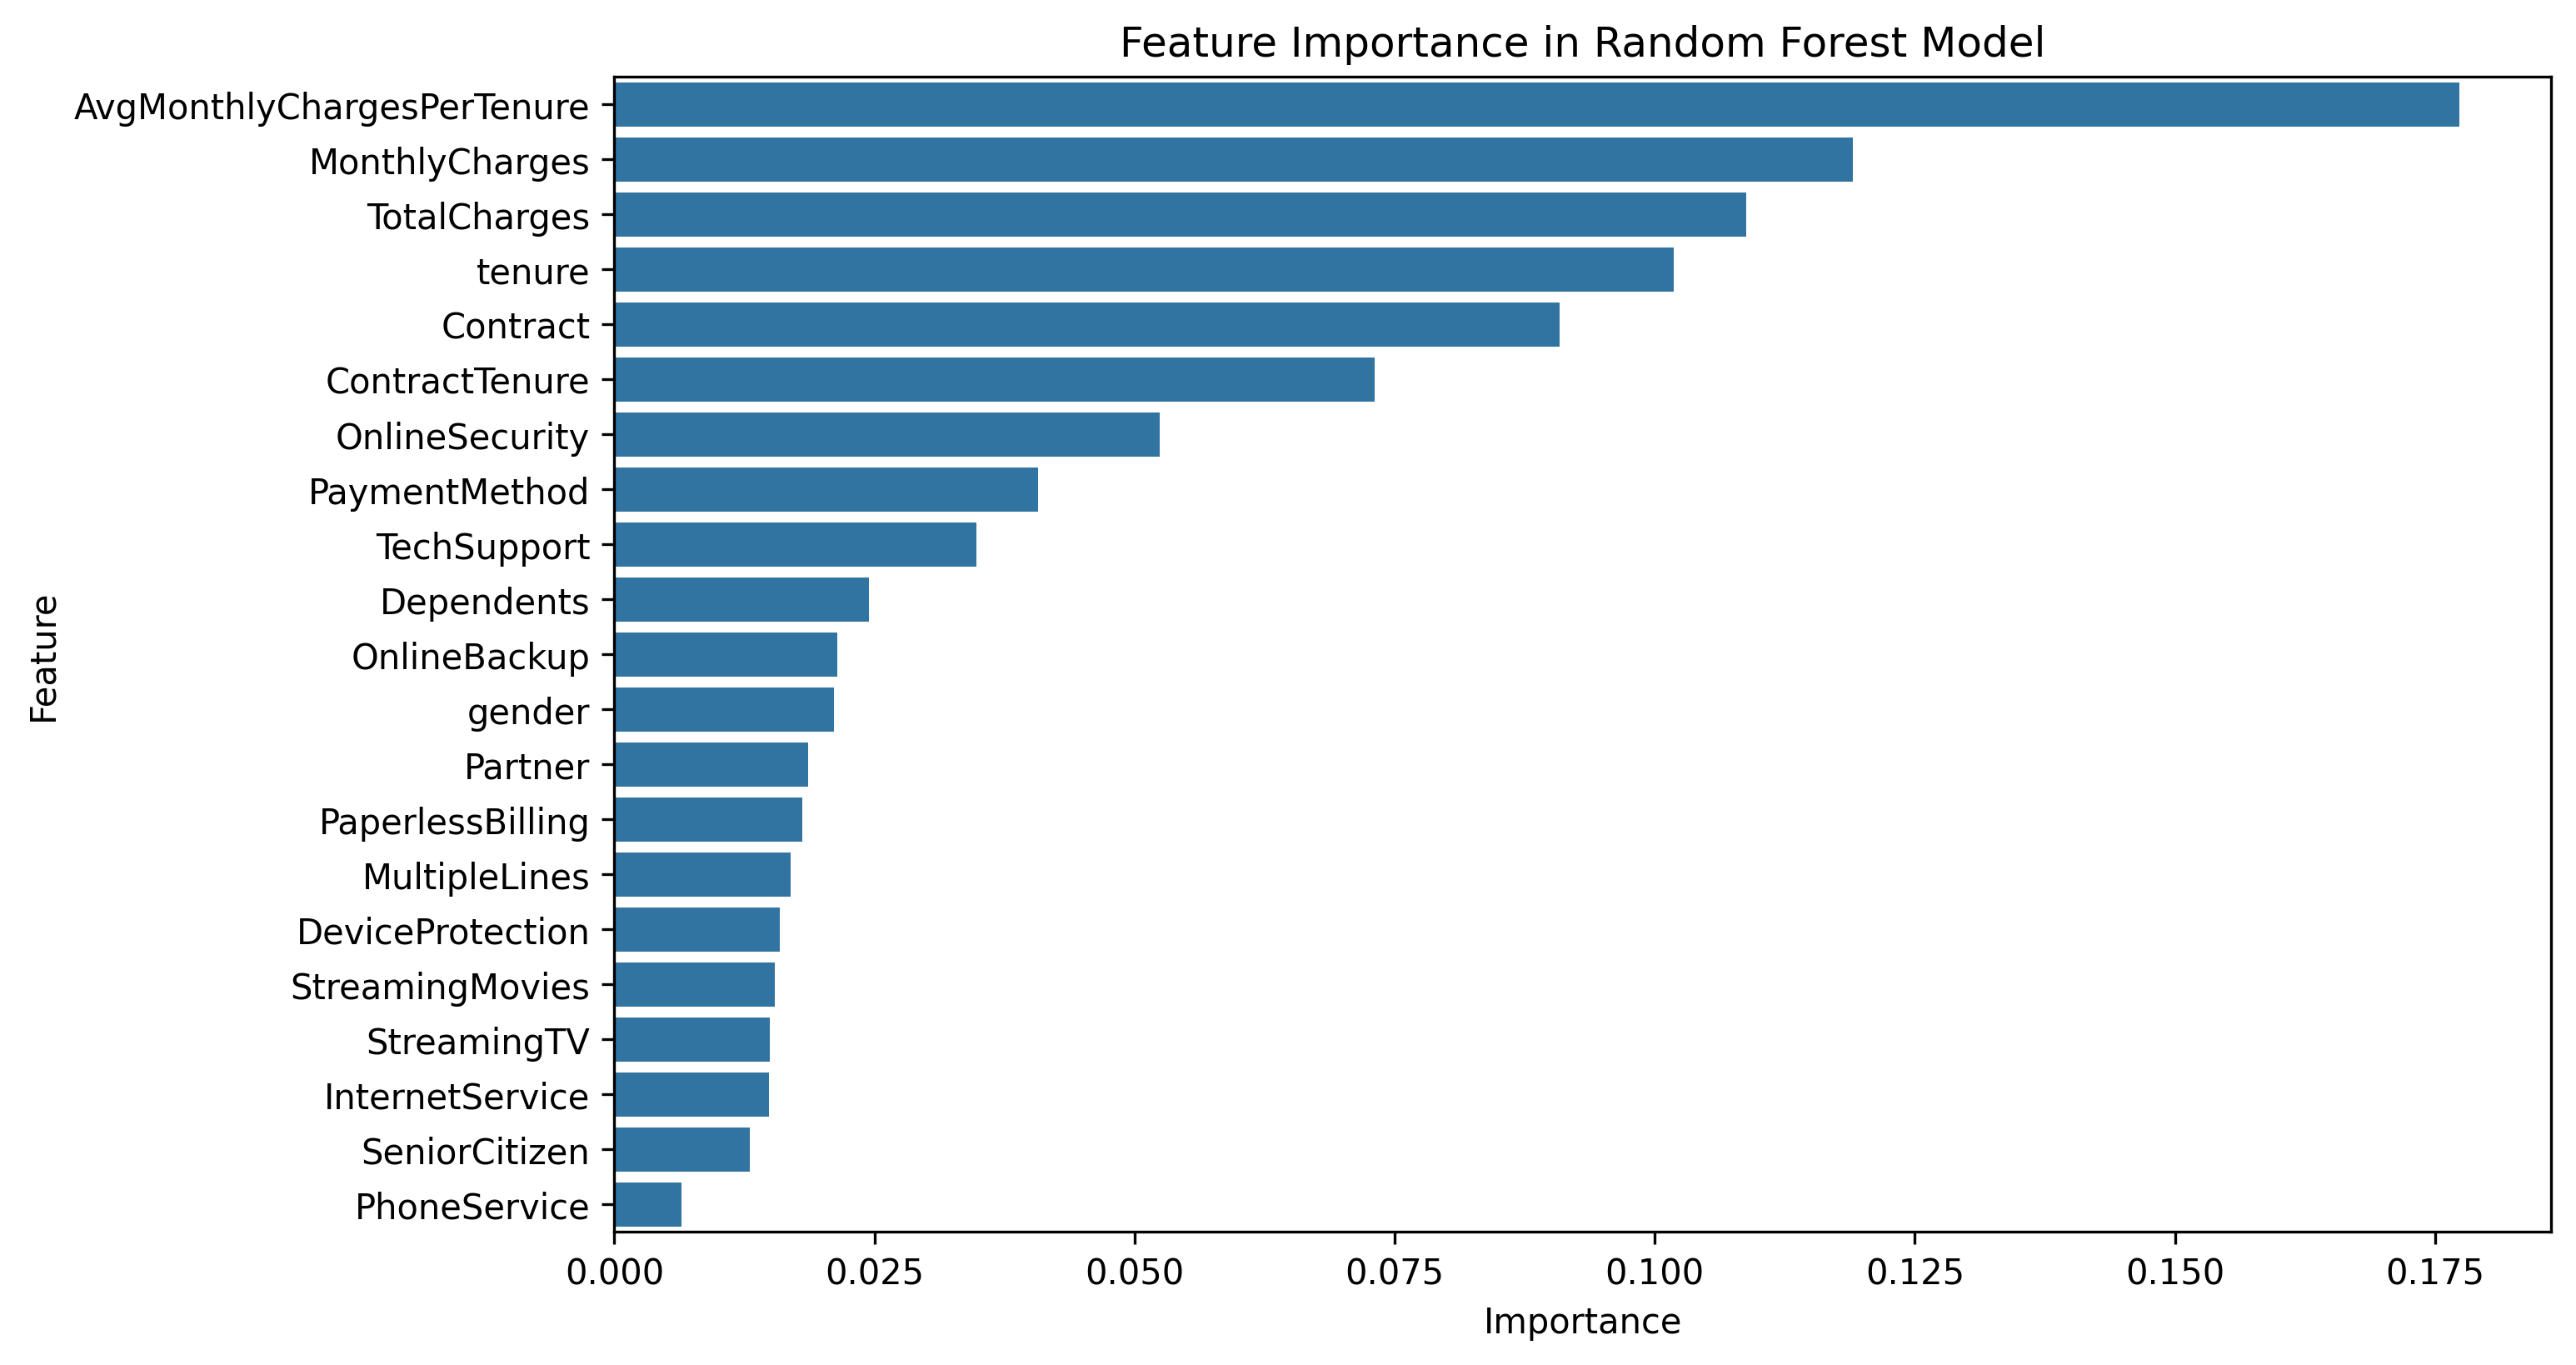 Feature Importance in Random Forest Model
AvgMonthlyChargesPerTenure
MonthlyCharges
TotalCharges
tenure
Contract
ContractTenure
OnlineSecurity
PaymentMethod
TechSupport
Dependents
OnlineBackup
gender
Partner
PaperlessBilling
MultipleLines
DeviceProtection
StreamingMovies
StreamingTV
InternetService
SeniorCitizen
PhoneService
Feature
0.000 0.025 0.050 0.075 0.100 0.125 0.150 0.175
Importance